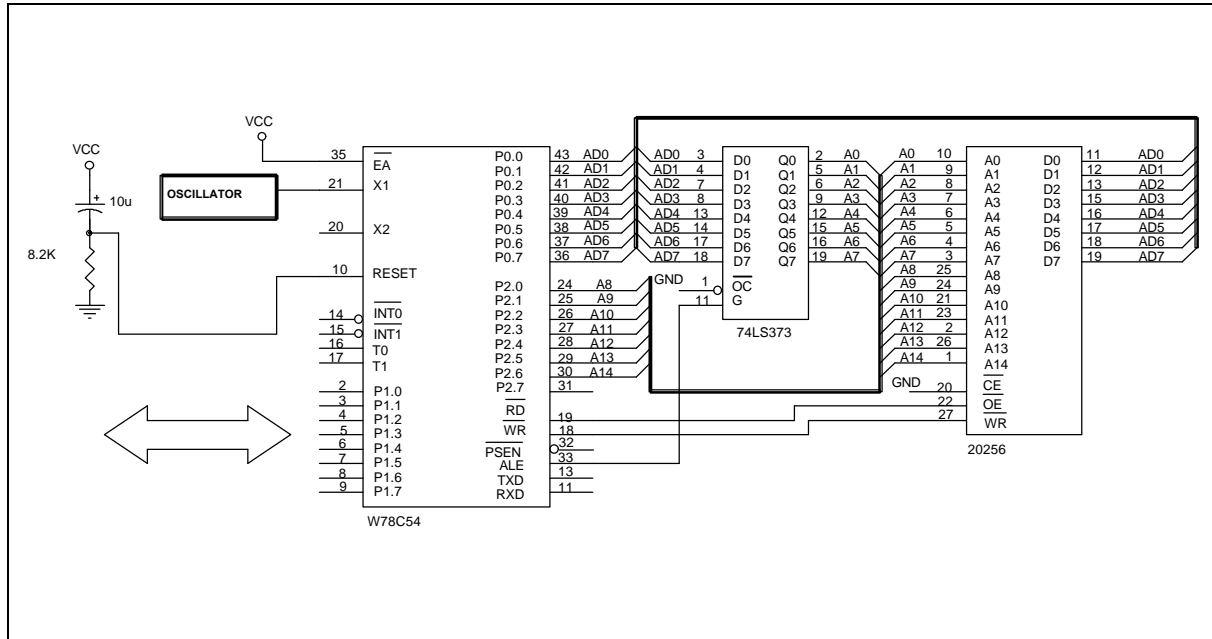 VCC
10u
8.2K
VCC
OSCILLATOR
35 EA
21 X1
20 X2
10 RESET
14 INT0
15 INT1
16 T0
17 T1
2 P1.0
3 P1.1
4 P1.2
5 P1.3
6 P1.4
7 P1.5
8 P1.6
9 P1.7
P0.0 43 AD0
P0.1 42 AD1
P0.2 41 AD2
P0.3 40 AD3
P0.4 39 AD4
P0.5 38 AD5
P0.6 37 AD6
P0.7 36 AD7
P2.0 24 A8
P2.1 25 A9
P2.2 26 A10
P2.3 27 A11
P2.4 28 A12
P2.5 29 A13
P2.6 30 A14
P2.7 31
RD 19
WR 18
PSEN 32
ALE 33
TXD 13
RXD 11
W78C54
AD0 3 D0 Q0 2 A0
AD1 4 D1 Q1 5 A1
AD2 7 D2 Q2 6 A2
AD3 8 D3 Q3 9 A3
AD4 13 D4 Q4 12 A4
AD5 14 D5 Q5 15 A5
AD6 17 D6 Q6 16 A6
AD7 18 D7 Q7 19 A7
GND 1 OC
11 G
74LS373
A0 10 A0 D0 11 AD0
A1 9 A1 D1 12 AD1
A2 8 A2 D2 13 AD2
A3 7 A3 D3 15 AD3
A4 6 A4 D4 16 AD4
A5 5 A5 D5 17 AD5
A6 4 A6 D6 18 AD6
A7 3 A7 D7 19 AD7
A8 25 A8
A9 24 A9
A10 21 A10
A11 23 A11
A12 2 A12
A13 26 A13
A14 1 A14
GND 20 CE
22 OE
27 WR
20256